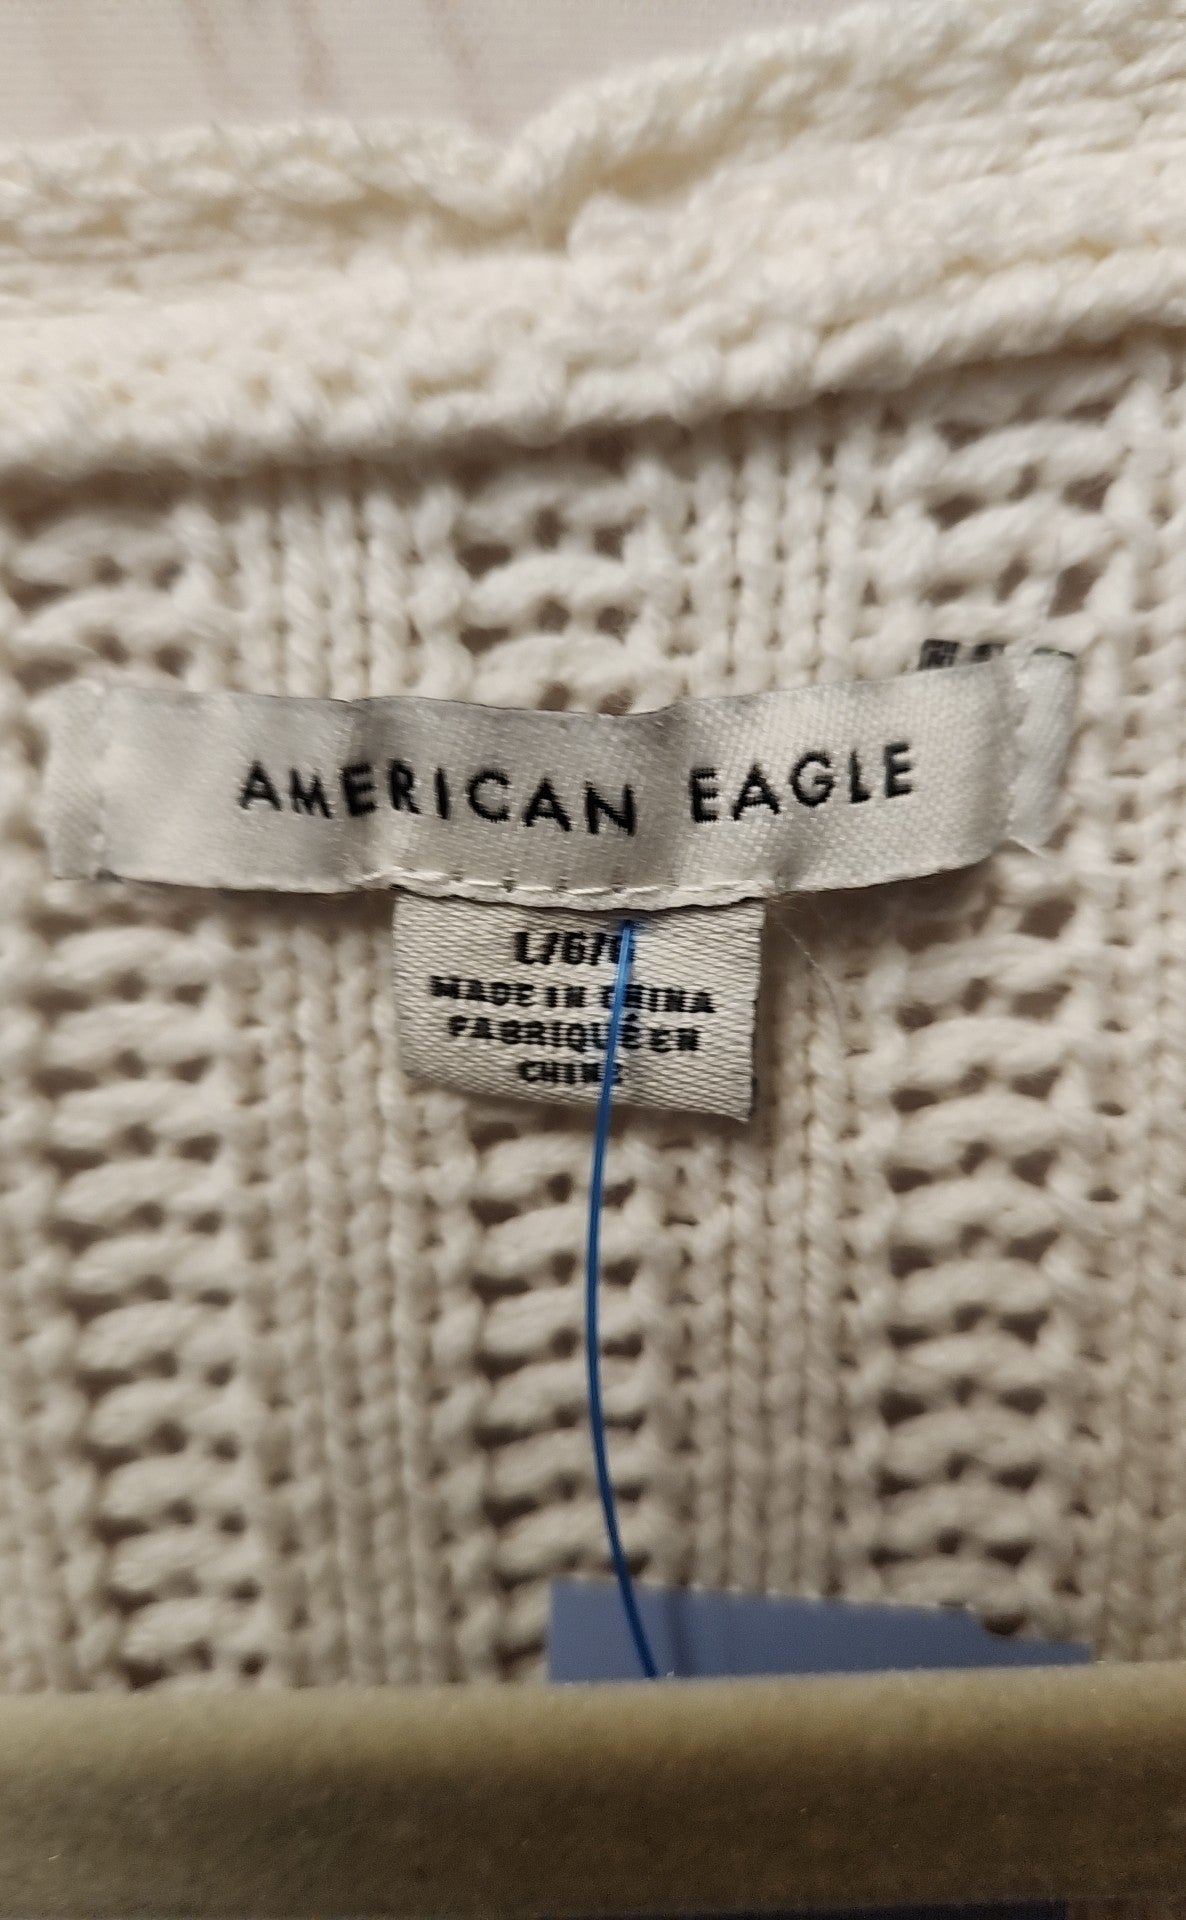 AMERICAN EAGLE
L/G/G
MADE IN CHINA
FABRIQUÉ EN
CHINE